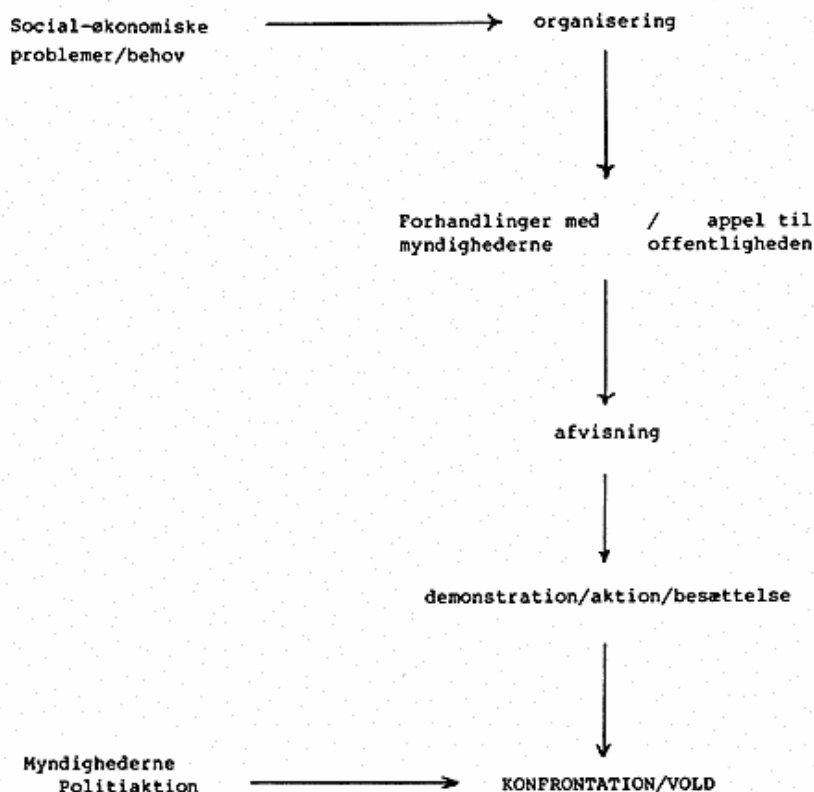 Social-økonomiske
problemer/behov
organisering
Forhandlinger med / appel til
myndighederne offentligheden
afvisning
demonstration/aktion/besættelse
Myndighederne
Politiaktion
KONFRONTATION/VOLD